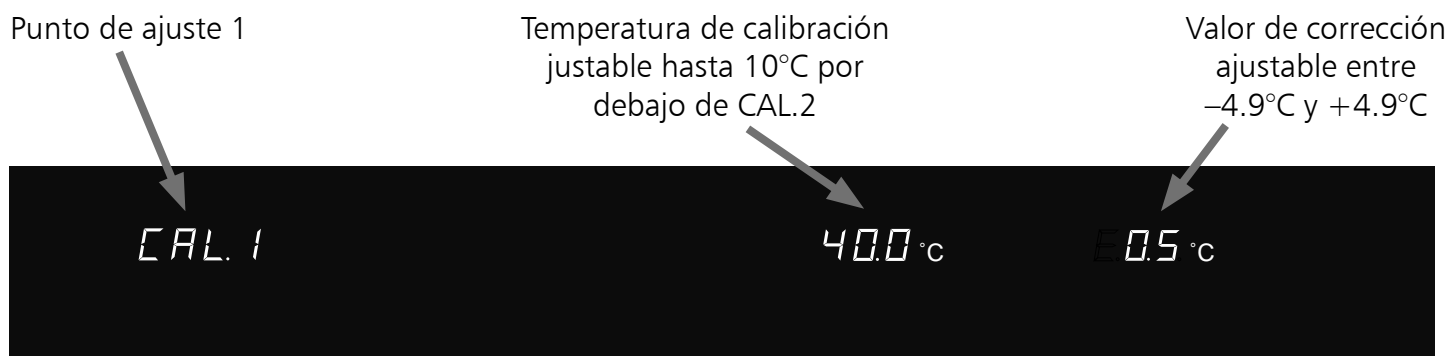 Punto de ajuste 1
Temperatura de calibración
justable hasta 10°C por
debajo de CAL.2
Valor de corrección
ajustable entre
–4.9°C y +4.9°C
CAL. 1
40.0 °C
0.5 °C